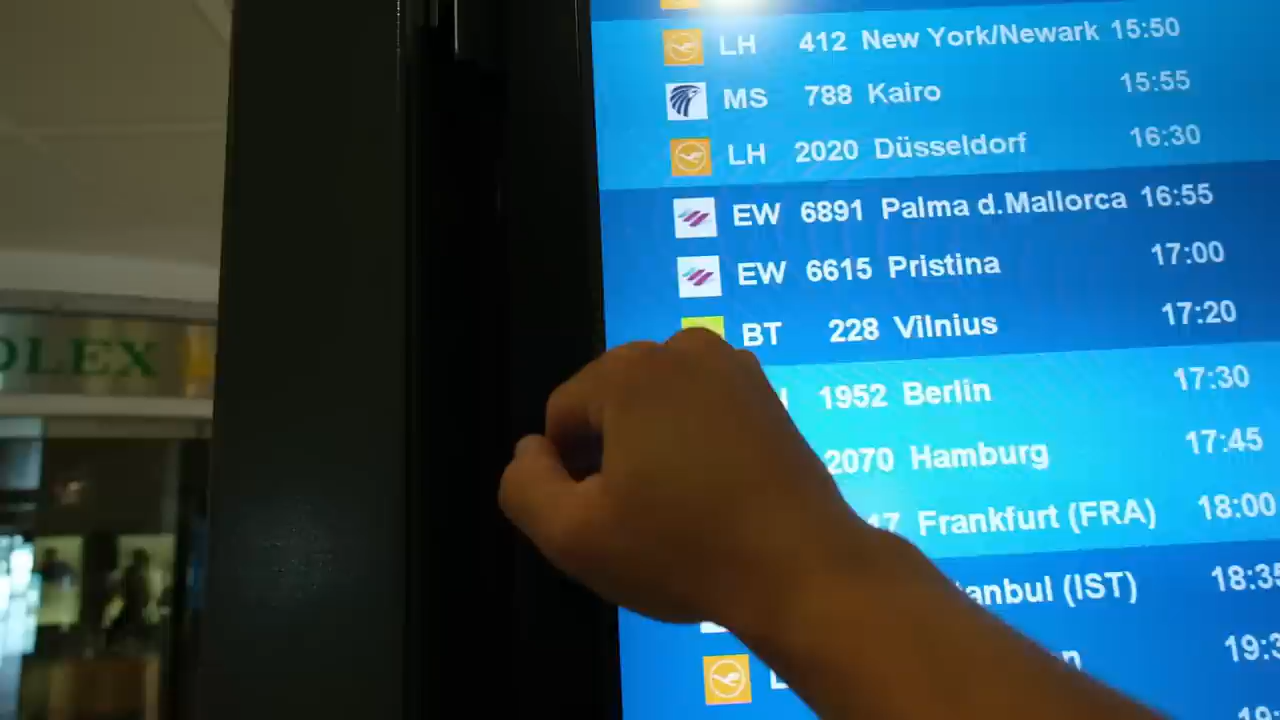 LH 412 New York/Newark 15:50
MS 788 Kairo 15:55
LH 2020 Düsseldorf 16:30
EW 6891 Palma d.Mallorca 16:55
EW 6615 Pristina 17:00
BT 228 Vilnius 17:20
1952 Berlin 17:30
2070 Hamburg 17:45
Frankfurt (FRA) 18:00
(IST)
OLEX